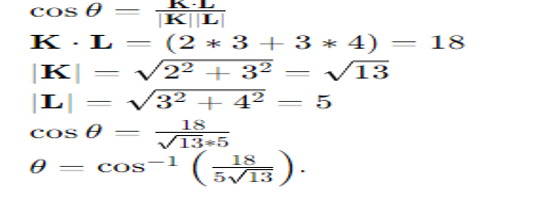 cos θ = K·L / |K||L|
K · L = (2 * 3 + 3 * 4) = 18
|K| = √(2² + 3²) = √13
|L| = √(3² + 4²) = 5
cos θ = 18 / √13*5
θ = cos⁻¹ (18 / 5√13).